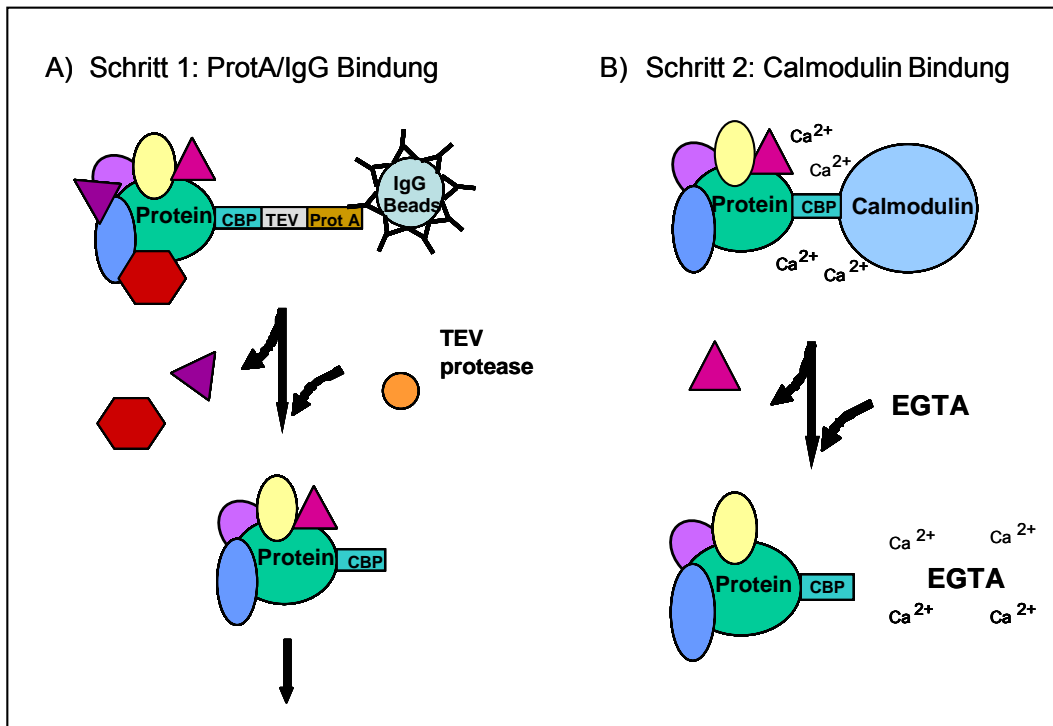 A) Schritt 1: ProtA/IgG Bindung
Protein
CBP
TEV
Prot A
IgG
Beads
TEV
protease
Protein
CBP
B) Schritt 2: Calmodulin Bindung
Ca2+
Ca2+
Protein
CBP
Calmodulin
Ca2+
Ca2+
EGTA
Protein
CBP
Ca2+
Ca2+
EGTA
Ca2+
Ca2+